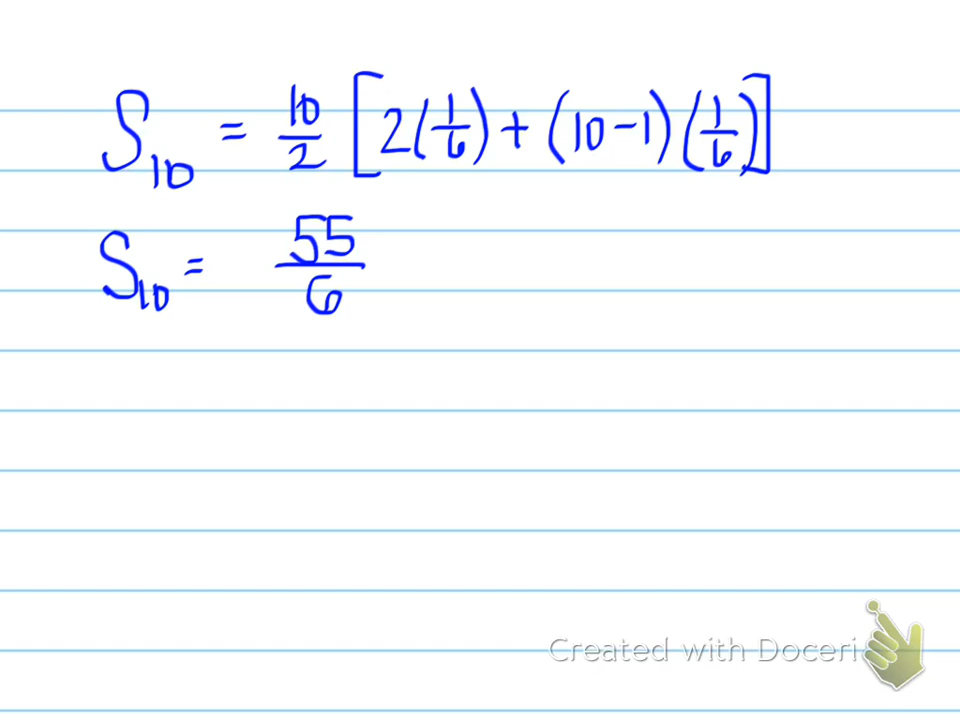 S₁₀ = 10/2 [2(1/6) + (10 - 1)(1/6)]
S₁₀ = 55/6
Created with Doceri